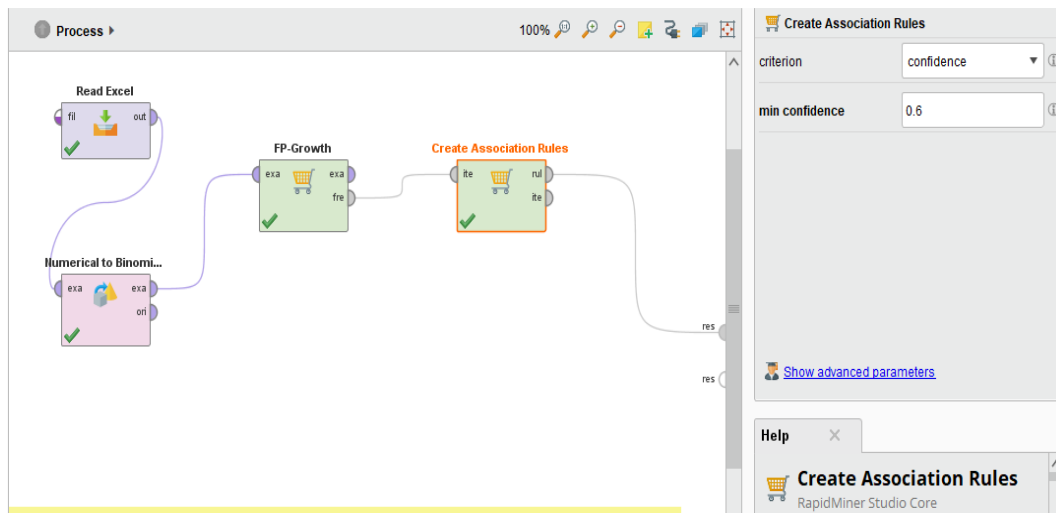 Process
100%
Read Excel
fil
out
FP-Growth
exa
exa
fre
Create Association Rules
ite
rul
ite
Numerical to Binomi...
exa
exa
ori
res
res
Create Association Rules
criterion
confidence
min confidence
0.6
Show advanced parameters
Help
Create Association Rules
RapidMiner Studio Core